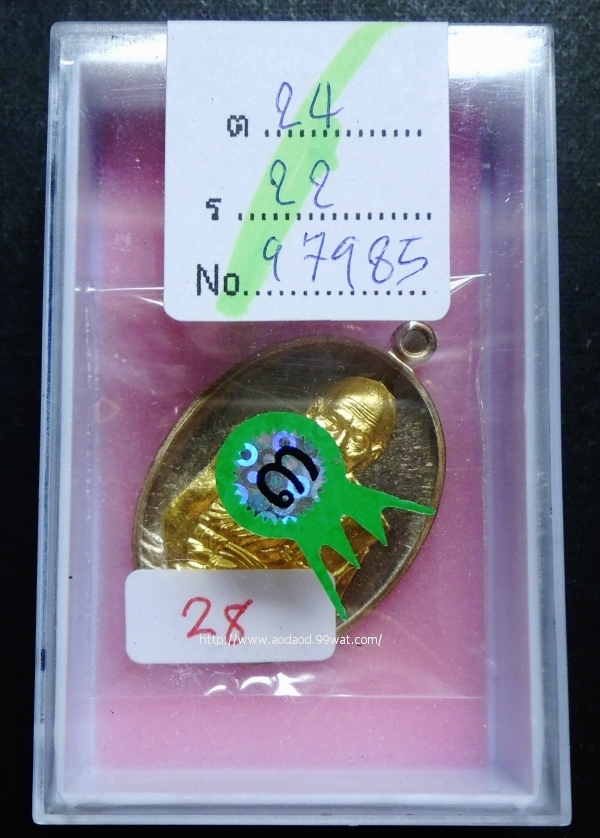 ต 24
ร 22
No. 97985
๓
28
http://www.aodaod.99wat.com/